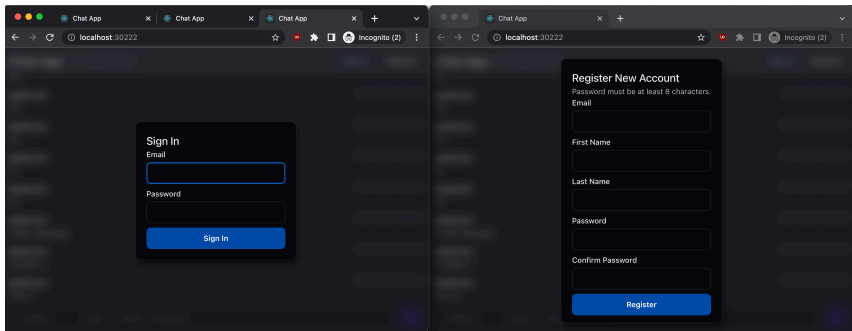 Chat App
Chat App
Chat App
localhost:30222
Incognito (2)
Sign In
Email
Password
Sign In
Chat App
localhost:30222
Incognito (2)
Register New Account
Password must be at least 8 characters.
Email
First Name
Last Name
Password
Confirm Password
Register